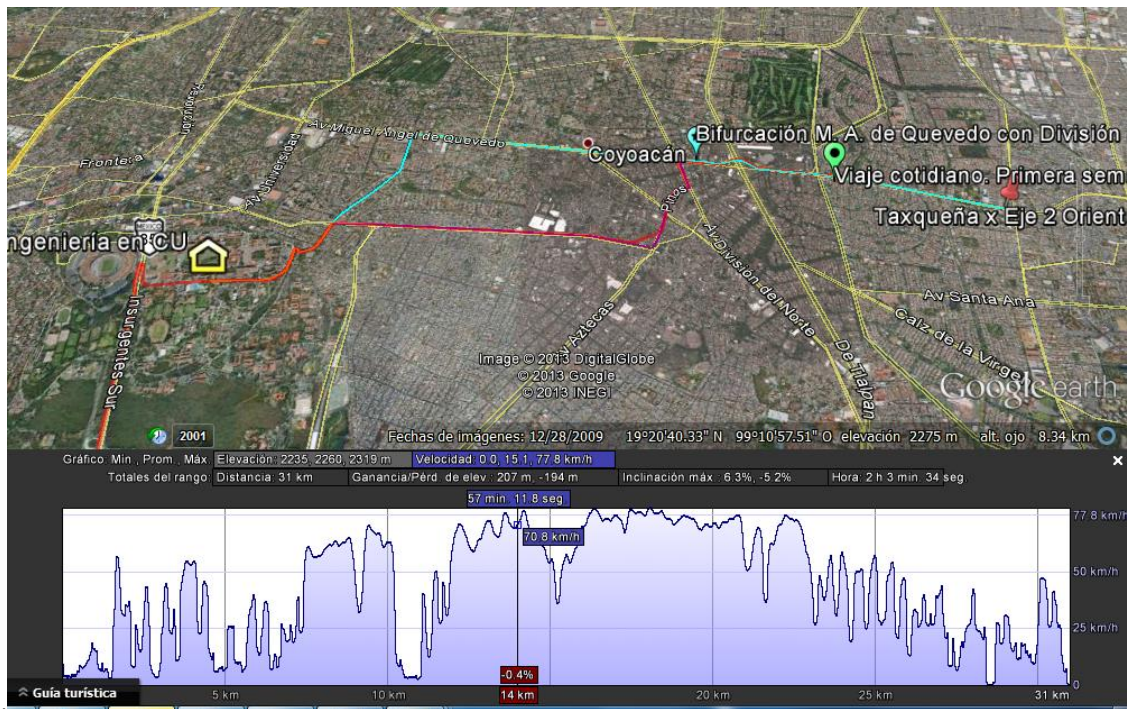 Av Miguel Angel de Quevedo
Bifurcación M. A. de Quevedo con División
Frontera
Av Universidad
Coyoacán
Viaje cotidiano. Primera sem
Pinos
Taxqueña x Eje 2 Orient
ngeniería en CU
Av División del Norte
Av Santa Ana
Insurgentes Sur
Av Aztecas
Calz de la Virge
De Tlalpan
Image © 2013 DigitalGlobe
© 2013 Google
© 2013 INEGI
Google earth
2001
Fechas de imágenes: 12/28/2009 19°20'40.33" N 99°10'57.51" O elevación 2275 m alt. ojo 8.34 km
Gráfico: Min., Prom., Máx. Elevación: 2235, 2260, 2319 m Velocidad: 0.0, 15.1, 77.8 km/h
Totales del rango: Distancia: 31 km Ganancia/Pérd. de elev.: 207 m, -194 m Inclinación máx.: 6.3%, -5.2% Hora: 2 h 3 min. 34 seg.
57 min. 11.8 seg.
77.8 km/h
70.8 km/h
50 km/h
25 km/h
-0.4%
0
Guía turística
5 km 10 km 14 km 20 km 25 km 31 km